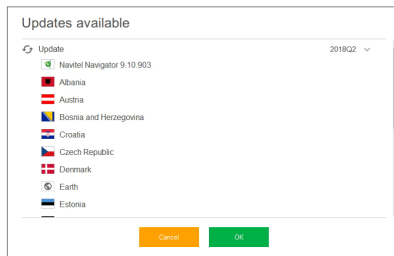 Updates available
Update 2018Q2
Navitel Navigator 9.10.903
Albania
Austria
Bosnia and Herzegovina
Croatia
Czech Republic
Denmark
Earth
Estonia
Cancel OK